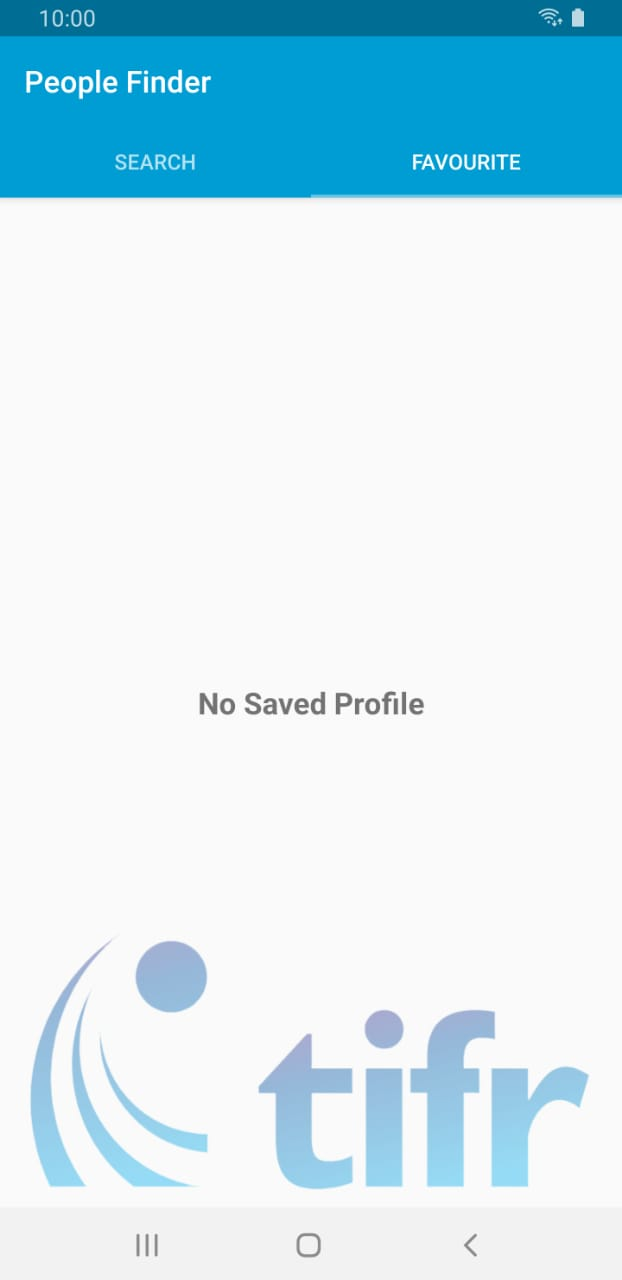 10:00
People Finder
SEARCH
FAVOURITE
No Saved Profile
tifr